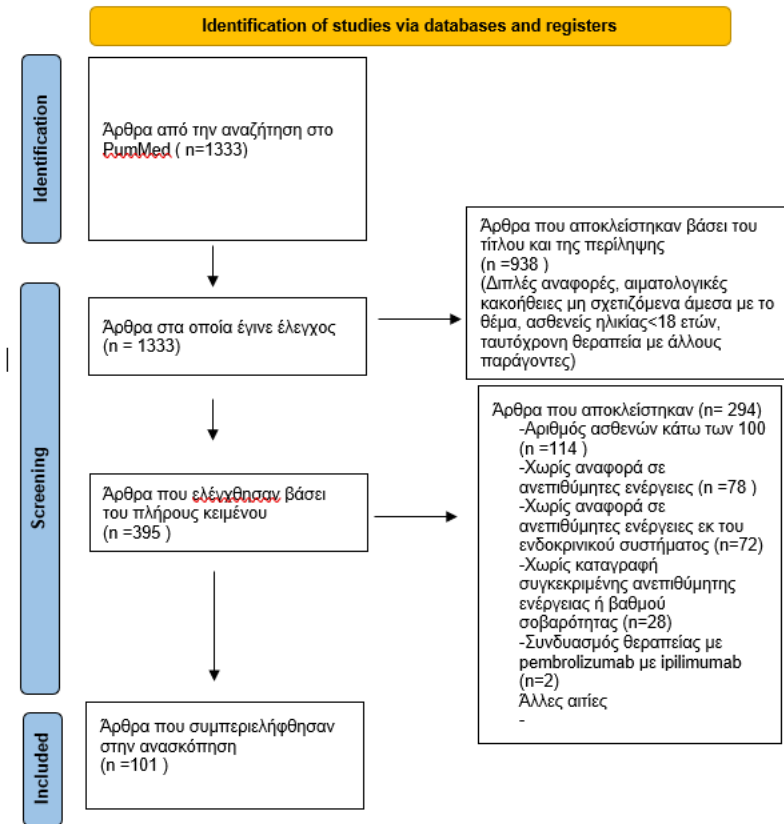 Identification of studies via databases and registers
Identification
Άρθρα από την αναζήτηση στο
PumMed ( n=1333)
Άρθρα που αποκλείστηκαν βάσει του
τίτλου και της περίληψης
(n =938 )
(Διπλές αναφορές, αιματολογικές
κακοήθειες μη σχετιζόμενα άμεσα με το
θέμα, ασθενείς ηλικίας<18 ετών,
ταυτόχρονη θεραπεία με άλλους
παράγοντες)
Screening
Άρθρα στα οποία έγινε έλεγχος
(n = 1333)
Άρθρα που αποκλείστηκαν (n= 294)
-Αριθμός ασθενών κάτω των 100
(n =114 )
-Χωρίς αναφορά σε
ανεπιθύμητες ενέργειες (n =78 )
-Χωρίς αναφορά σε
ανεπιθύμητες ενέργειες εκ του
ενδοκρινικού συστήματος (n=72)
-Χωρίς καταγραφή
συγκεκριμένης ανεπιθύμητης
ενέργειας ή βαθμού
σοβαρότητας (n=28)
-Συνδυασμός θεραπείας με
pembrolizumab με ipilimumab
(n=2)
Άλλες αιτίες
-
Άρθρα που ελέγχθησαν βάσει
του πλήρους κειμένου
(n =395 )
Included
Άρθρα που συμπεριελήφθησαν
στην ανασκόπηση
(n =101 )